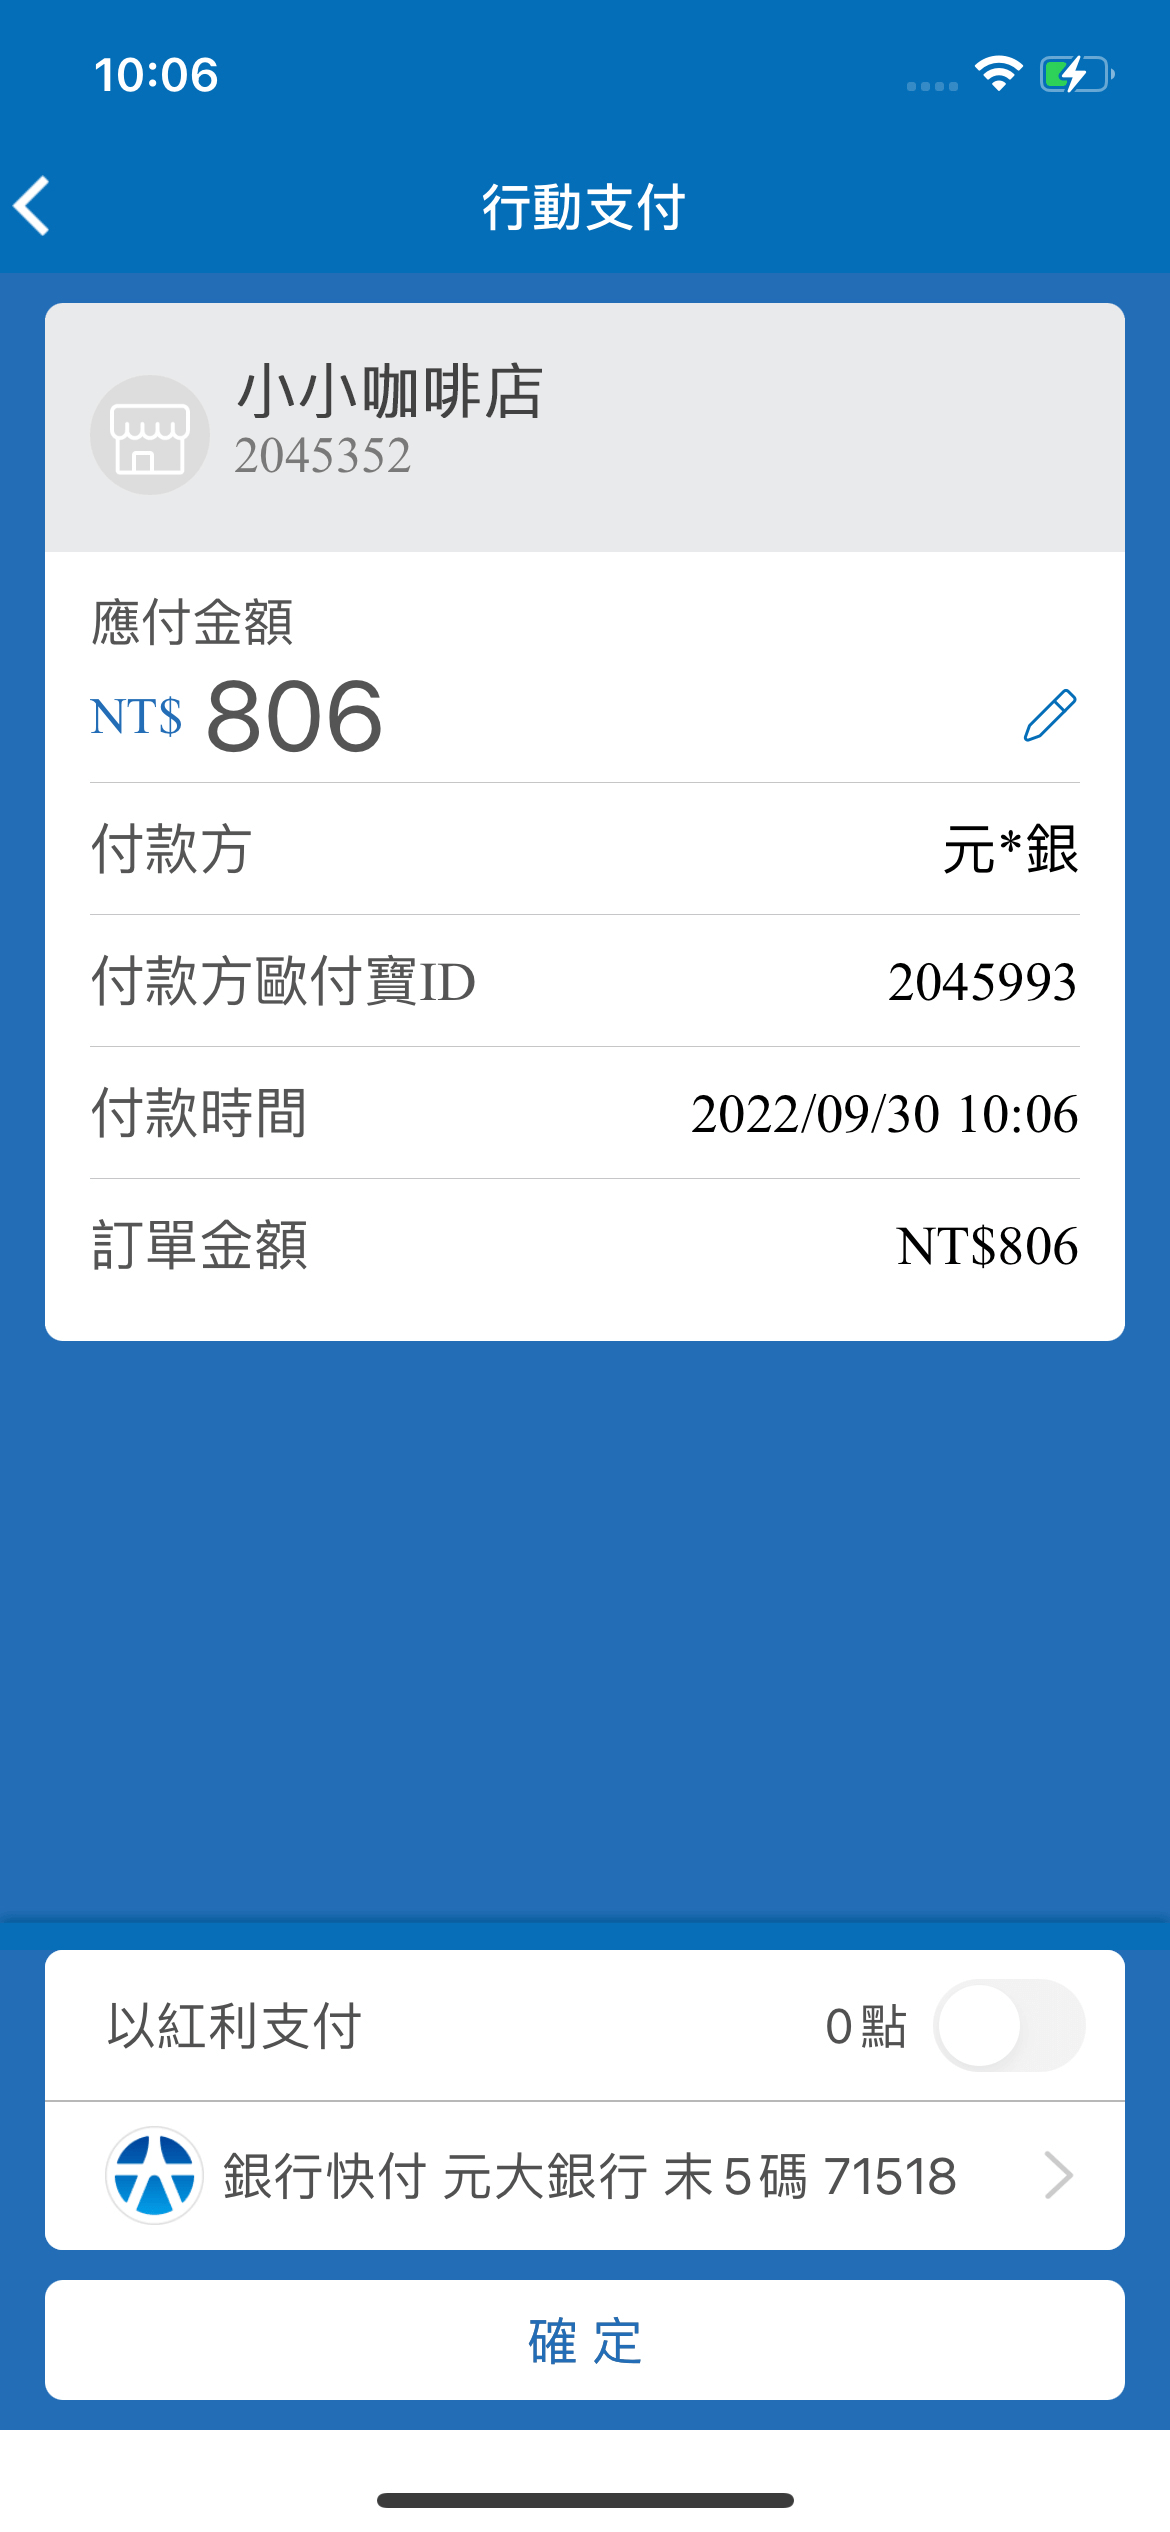 10:06
行動支付
小小咖啡店
2045352
應付金額
NT$ 806
付款方 元*銀
付款方歐付寶ID 2045993
付款時間 2022/09/30 10:06
訂單金額 NT$806
以紅利支付 0點
銀行快付 元大銀行 末5碼 71518
確定